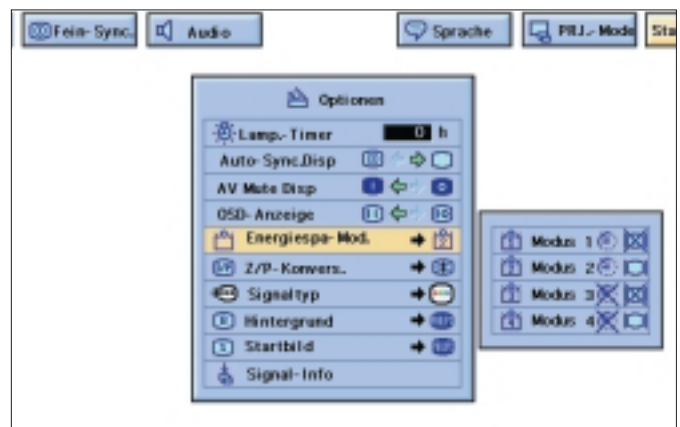 Fein-Sync. Audio Sprache PRJ.-Mode Sta
Optionen
Lamp.-Timer 0 h
Auto-Sync.Disp
AV Mute Disp
OSD-Anzeige
Energiespa-Mod.
Z/P-Konvers.
Signaltyp
Hintergrund
Startbild
Signal-Info
Modus 1
Modus 2
Modus 3
Modus 4